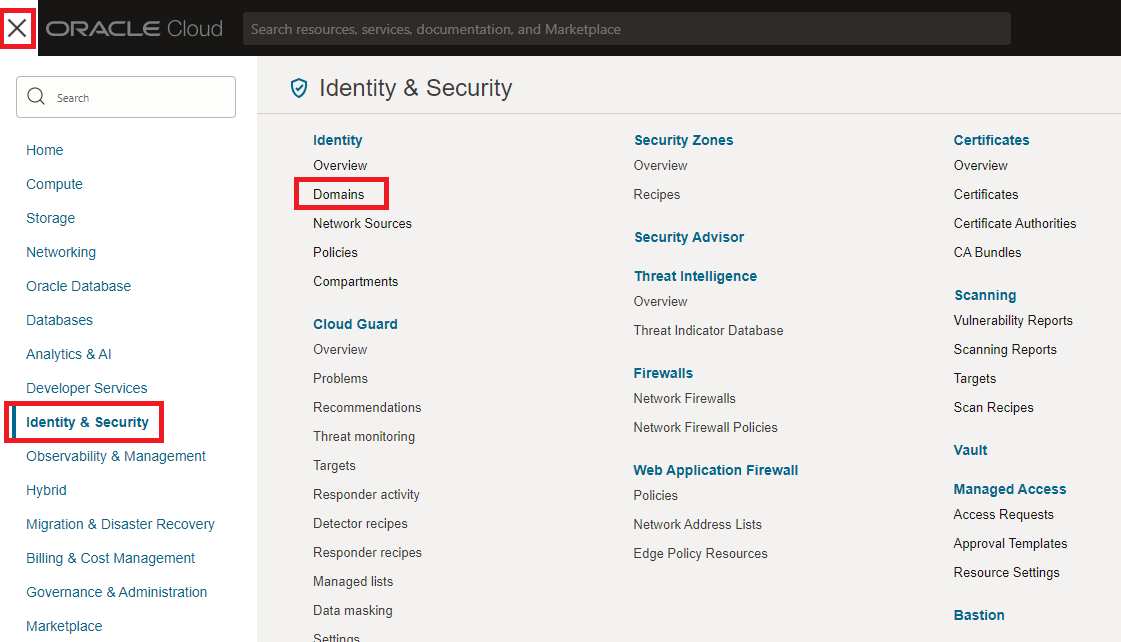 ORACLE Cloud
Search resources, services, documentation, and Marketplace
Search
Home
Compute
Storage
Networking
Oracle Database
Databases
Analytics & AI
Developer Services
Identity & Security
Observability & Management
Hybrid
Migration & Disaster Recovery
Billing & Cost Management
Governance & Administration
Marketplace
Identity & Security
Identity
Overview
Domains
Network Sources
Policies
Compartments
Cloud Guard
Overview
Problems
Recommendations
Threat monitoring
Targets
Responder activity
Detector recipes
Responder recipes
Managed lists
Data masking
Settings
Security Zones
Overview
Recipes
Security Advisor
Threat Intelligence
Overview
Threat Indicator Database
Firewalls
Network Firewalls
Network Firewall Policies
Web Application Firewall
Policies
Network Address Lists
Edge Policy Resources
Certificates
Overview
Certificates
Certificate Authorities
CA Bundles
Scanning
Vulnerability Reports
Scanning Reports
Targets
Scan Recipes
Vault
Managed Access
Access Requests
Approval Templates
Resource Settings
Bastion